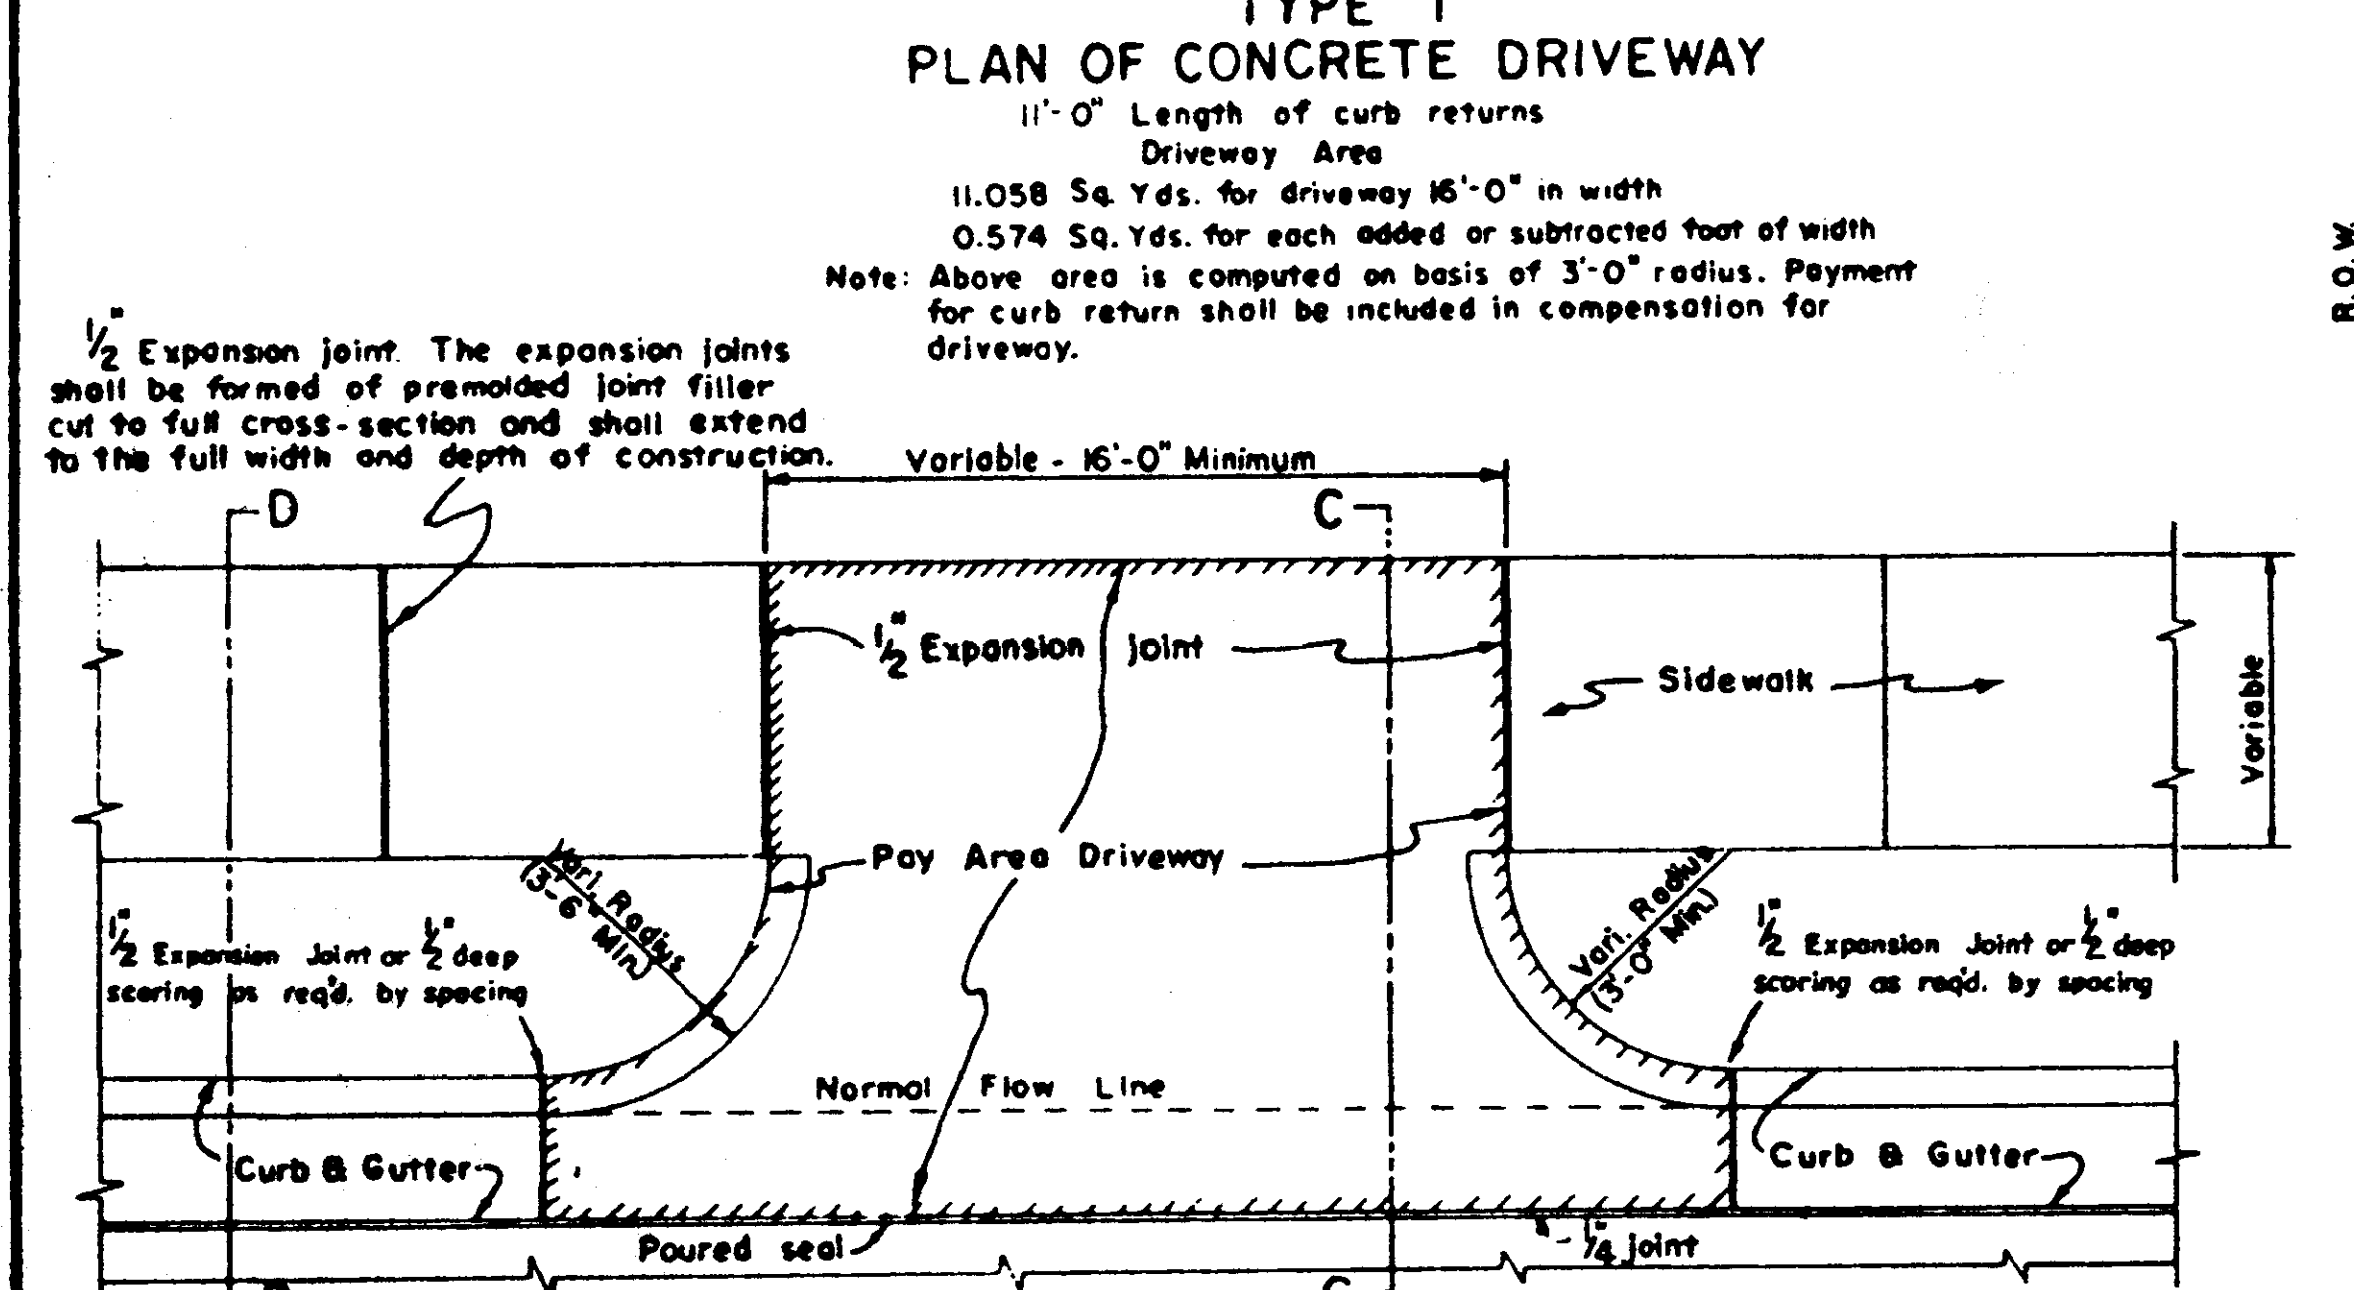 TYPE 1
PLAN OF CONCRETE DRIVEWAY
11'-0" Length of curb returns
Driveway Area
11.058 Sq. Yds. for driveway 16'-0" in width
0.574 SQ. Yds. for each added or subtracted foot of width
Note: Above area is computed on basis of 3'-0" radius. Payment
for curb return shall be included in compensation for
driveway.
R.O.W.
1/2" Expansion joint. The expansion joints
shall be formed of premolded joint filler
cut to full cross-section and shall extend
to the full width and depth of construction.
Variable - 16'-0" Minimum
D
C
1/2" Expansion joint
Sidewalk
Variable
Pay Area Driveway
Vari. Radius
(3'-6" Min.)
Vari. Radius
(3'-0" Min.)
1/2" Expansion Joint or 1/2" deep
scoring as req'd. by spacing
1/2" Expansion Joint or 1/2" deep
scoring as req'd. by spacing
Normal Flow Line
Curb & Gutter
Curb & Gutter
Poured seal
1/4" joint
C